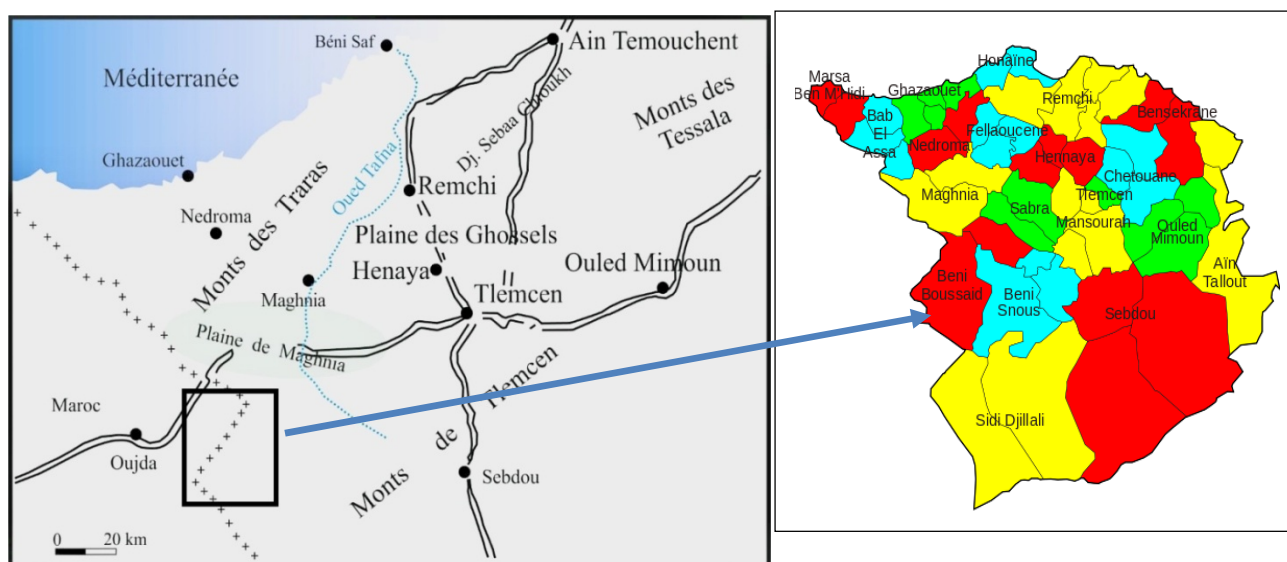 Béni Saf
Ain Temouchent
Méditerranée
Monts des
Tessala
Dj. Sebaa Chioukh
Ghazaouet
Oued Tafna
Remchi
Nedroma
Monts des Traras
Plaine des Ghossels
Henaya
Ouled Mimoun
Maghnia
Tlemcen
Plaine de Maghnia
Maroc
Oujda
Monts de Tlemcen
Sebdou
0 20 km
Honaïne
Marsa
Ben M'Hidi
Ghazaouet
Remchi
Bensekrane
Bab
El
Assa
Fellaoucene
Nedroma
Hennaya
Chetouane
Maghnia
Tlemcen
Sabra
Mansourah
Ouled
Mimoun
Aïn
Tallout
Beni
Boussaid
Beni
Snous
Sebdou
Sidi Djillali